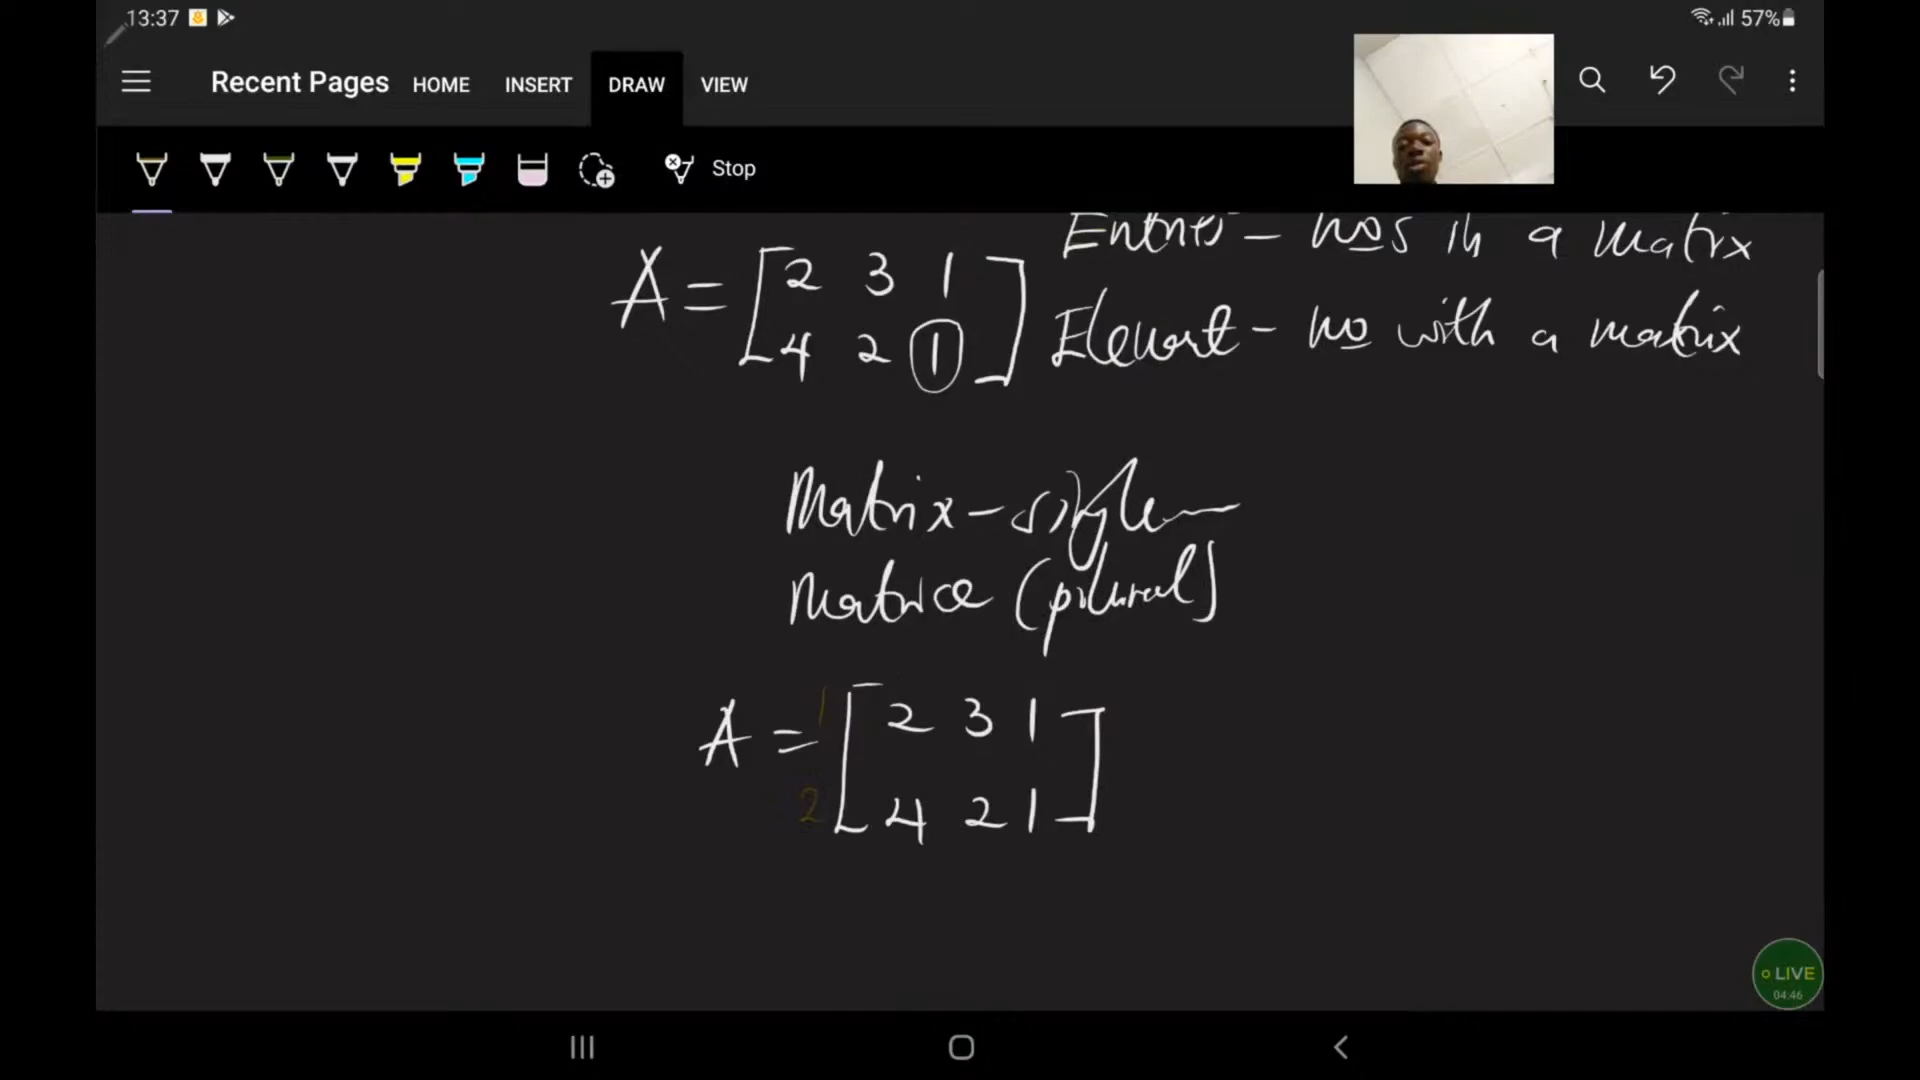 13:37 57%
Recent Pages HOME INSERT DRAW VIEW
Stop
Entries - nos in a matrix
A = [2 3 1
4 2 1]
Element - no with a matrix
Matrix - single
Matrice (plural)
A = 1 [2 3 1
2 4 2 1]
LIVE
04:46